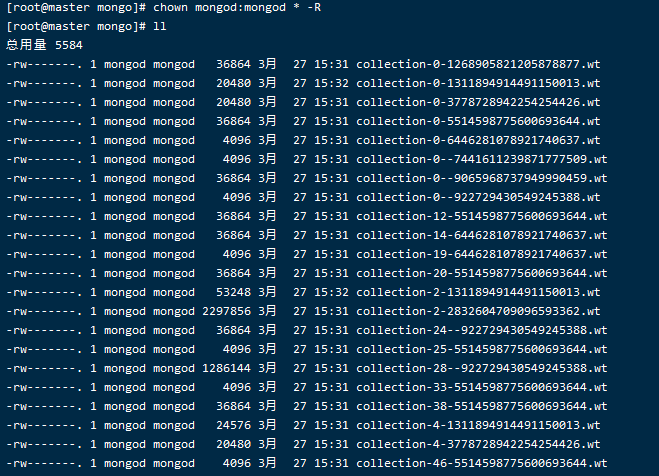 [root@master mongo]# chown mongod:mongod * -R
[root@master mongo]# ll
总用量 5584
-rw-------. 1 mongod mongod   36864 3月  27 15:31 collection-0-1268905821205878877.wt
-rw-------. 1 mongod mongod   20480 3月  27 15:32 collection-0-1311894914491150013.wt
-rw-------. 1 mongod mongod   20480 3月  27 15:31 collection-0-3778728942254254426.wt
-rw-------. 1 mongod mongod   36864 3月  27 15:31 collection-0-5514598775600693644.wt
-rw-------. 1 mongod mongod    4096 3月  27 15:31 collection-0-6446281078921740637.wt
-rw-------. 1 mongod mongod    4096 3月  27 15:31 collection-0--7441611239871777509.wt
-rw-------. 1 mongod mongod   36864 3月  27 15:31 collection-0--9065968737949990459.wt
-rw-------. 1 mongod mongod    4096 3月  27 15:31 collection-0--922729430549245388.wt
-rw-------. 1 mongod mongod   36864 3月  27 15:31 collection-12-5514598775600693644.wt
-rw-------. 1 mongod mongod   36864 3月  27 15:31 collection-14-6446281078921740637.wt
-rw-------. 1 mongod mongod    4096 3月  27 15:31 collection-19-6446281078921740637.wt
-rw-------. 1 mongod mongod   36864 3月  27 15:31 collection-20-5514598775600693644.wt
-rw-------. 1 mongod mongod   53248 3月  27 15:32 collection-2-1311894914491150013.wt
-rw-------. 1 mongod mongod 2297856 3月  27 15:31 collection-2-2832604709096593362.wt
-rw-------. 1 mongod mongod   36864 3月  27 15:31 collection-24--922729430549245388.wt
-rw-------. 1 mongod mongod    4096 3月  27 15:31 collection-25-5514598775600693644.wt
-rw-------. 1 mongod mongod 1286144 3月  27 15:31 collection-28--922729430549245388.wt
-rw-------. 1 mongod mongod    4096 3月  27 15:31 collection-33-5514598775600693644.wt
-rw-------. 1 mongod mongod   36864 3月  27 15:31 collection-38-5514598775600693644.wt
-rw-------. 1 mongod mongod   24576 3月  27 15:31 collection-4-1311894914491150013.wt
-rw-------. 1 mongod mongod   20480 3月  27 15:31 collection-4-3778728942254254426.wt
-rw-------. 1 mongod mongod    4096 3月  27 15:31 collection-46-5514598775600693644.wt